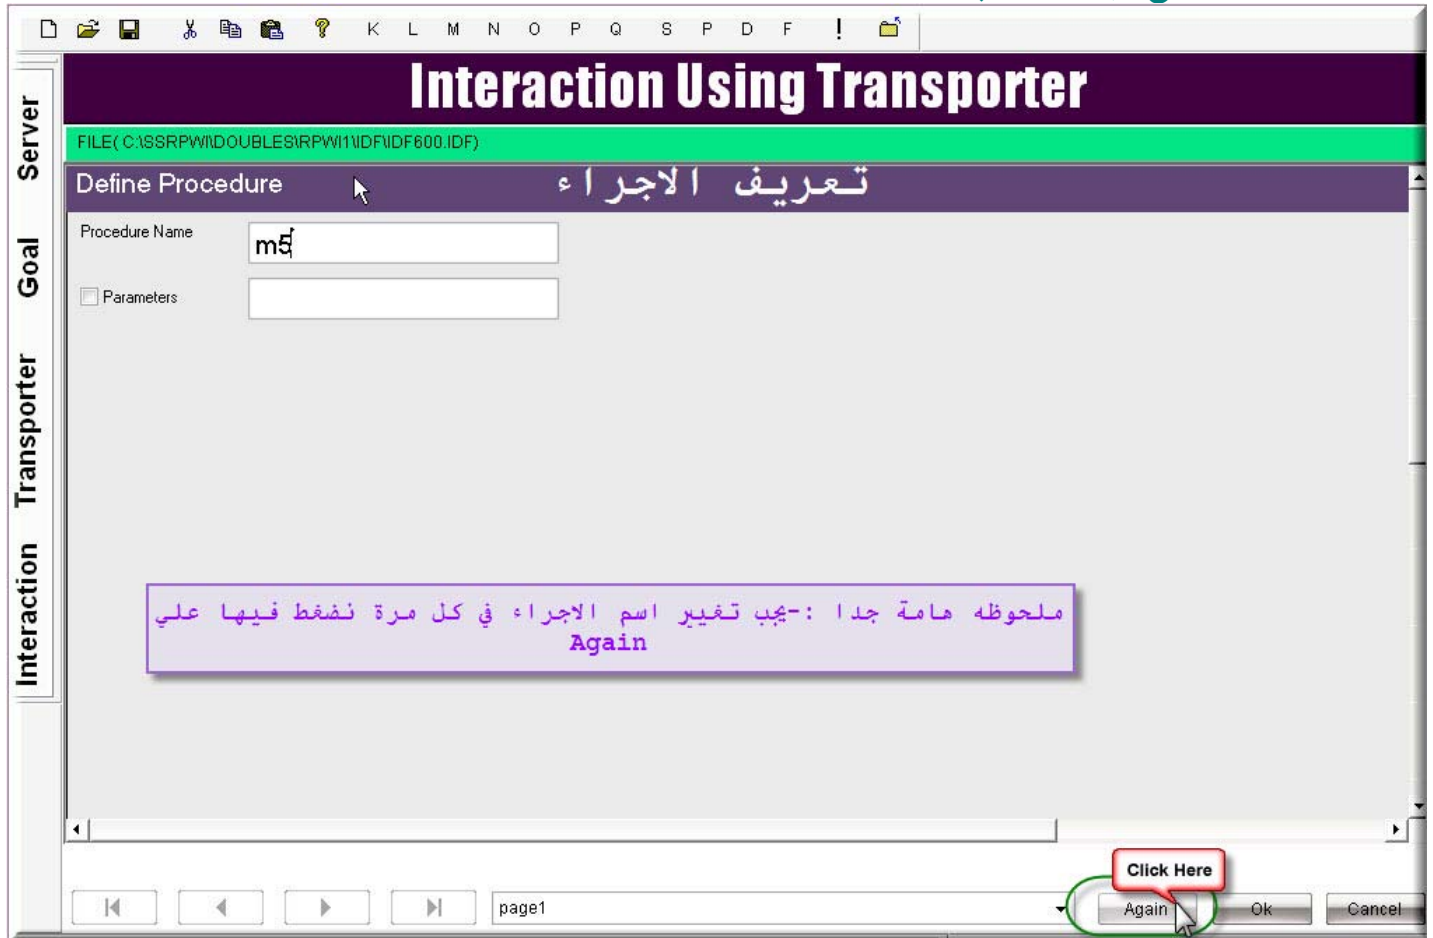 K L M N O P Q S P D F !
Interaction Using Transporter
FILE( C:\SSRPWI\DOUBLES\RPWI1\IDF\IDF600.IDF)
Define Procedure تعريف الاجراء
Procedure Name m5
Parameters
Server
Goal
Transporter
Interaction
ملحوظه هامة جدا :-يجب تغيير اسم الاجراء في كل مرة نضغط فيها علي
Again
Click Here
page1 Again Ok Cancel